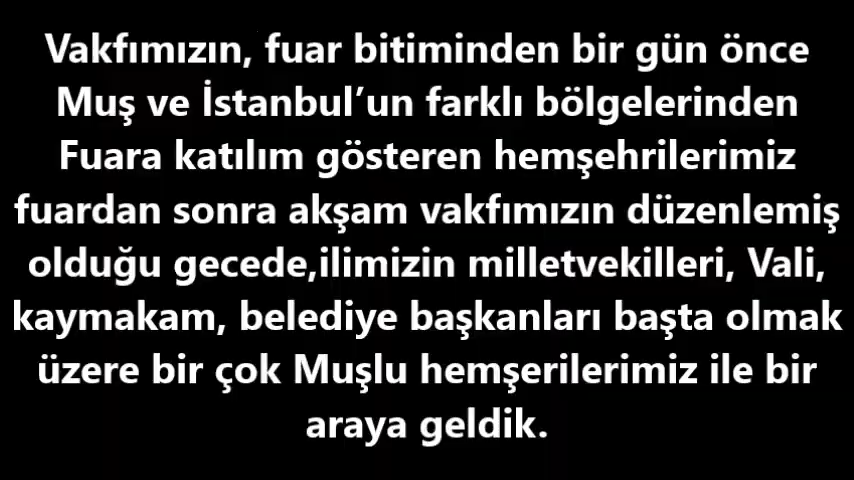 Vakfımızın, fuar bitiminden bir gün önce
Muş ve İstanbul’un farklı bölgelerinden
Fuara katılım gösteren hemşehrilerimiz
fuardan sonra akşam vakfımızın düzenlemiş
olduğu gecede,ilimizin milletvekilleri, Vali,
kaymakam, belediye başkanları başta olmak
üzere bir çok Muşlu hemşerilerimiz ile bir
araya geldik.